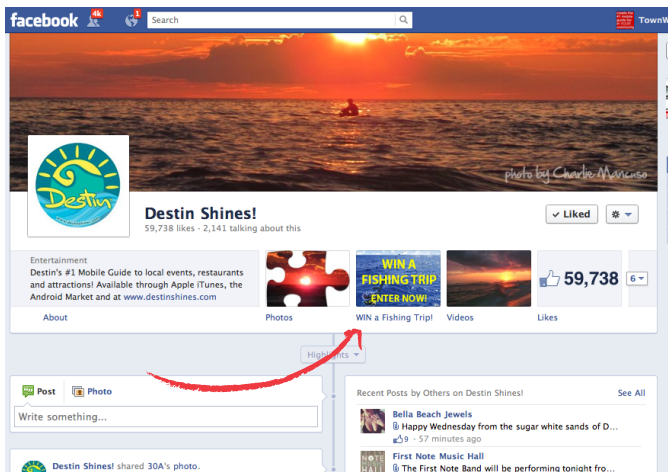 facebook
4k
1
Search
TownW
photo by Charlie Mancuso
Destin
Destin Shines!
59,738 likes · 2,141 talking about this
Liked
Entertainment
Destin's #1 Mobile Guide to local events, restaurants
and attractions! Available through Apple iTunes, the
Android Market and at www.destinshines.com
WIN A
FISHING TRIP
ENTER NOW!
59,738
6
About
Photos
WIN a Fishing Trip!
Videos
Likes
Highlights
Post
Photo
Write something...
Recent Posts by Others on Destin Shines!
See All
Bella Beach Jewels
Happy Wednesday from the sugar white sands of D...
9 · 57 minutes ago
NOTE
HALL
First Note Music Hall
The First Note Band will be performing tonight fro...
Destin Shines! shared 30A's photo.